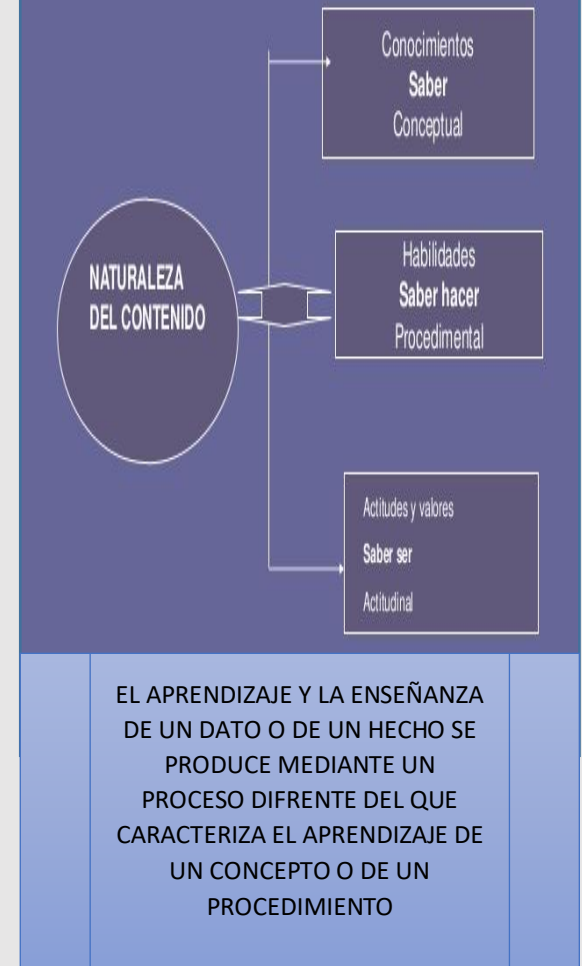 Conocimientos
Saber
Conceptual
NATURALEZA
DEL CONTENIDO
Habilidades
Saber hacer
Procedimental
Actitudes y valores
Saber ser
Actitudinal
EL APRENDIZAJE Y LA ENSEÑANZA
DE UN DATO O DE UN HECHO SE
PRODUCE MEDIANTE UN
PROCESO DIFRENTE DEL QUE
CARACTERIZA EL APRENDIZAJE DE
UN CONCEPTO O DE UN
PROCEDIMIENTO